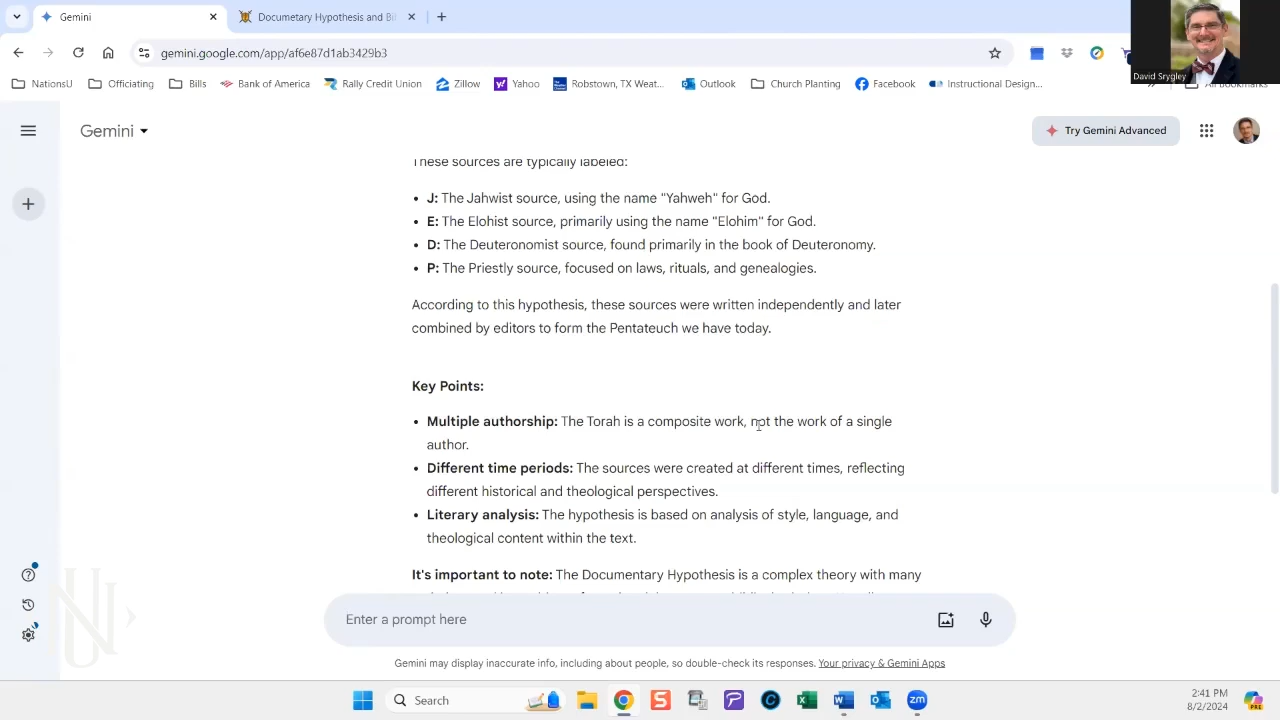 Gemini
Documetary Hypothesis and Bi
gemini.google.com/app/af6e87d1ab3429b3
David Srygley
NationsU
Officiating
Bills
Bank of America
Rally Credit Union
Zillow
Yahoo
Robstown, TX Weat...
Outlook
Church Planting
Facebook
Instructional Design...
All Bookmarks
Gemini
Try Gemini Advanced
These sources are typically labeled:
• J: The Jahwist source, using the name "Yahweh" for God.
• E: The Elohist source, primarily using the name "Elohim" for God.
• D: The Deuteronomist source, found primarily in the book of Deuteronomy.
• P: The Priestly source, focused on laws, rituals, and genealogies.
According to this hypothesis, these sources were written independently and later
combined by editors to form the Pentateuch we have today.
Key Points:
• Multiple authorship: The Torah is a composite work, not the work of a single
author.
• Different time periods: The sources were created at different times, reflecting
different historical and theological perspectives.
• Literary analysis: The hypothesis is based on analysis of style, language, and
theological content within the text.
It's important to note: The Documentary Hypothesis is a complex theory with many
Enter a prompt here
Gemini may display inaccurate info, including about people, so double-check its responses. Your privacy & Gemini Apps
NU
Search
2:41 PM
8/2/2024